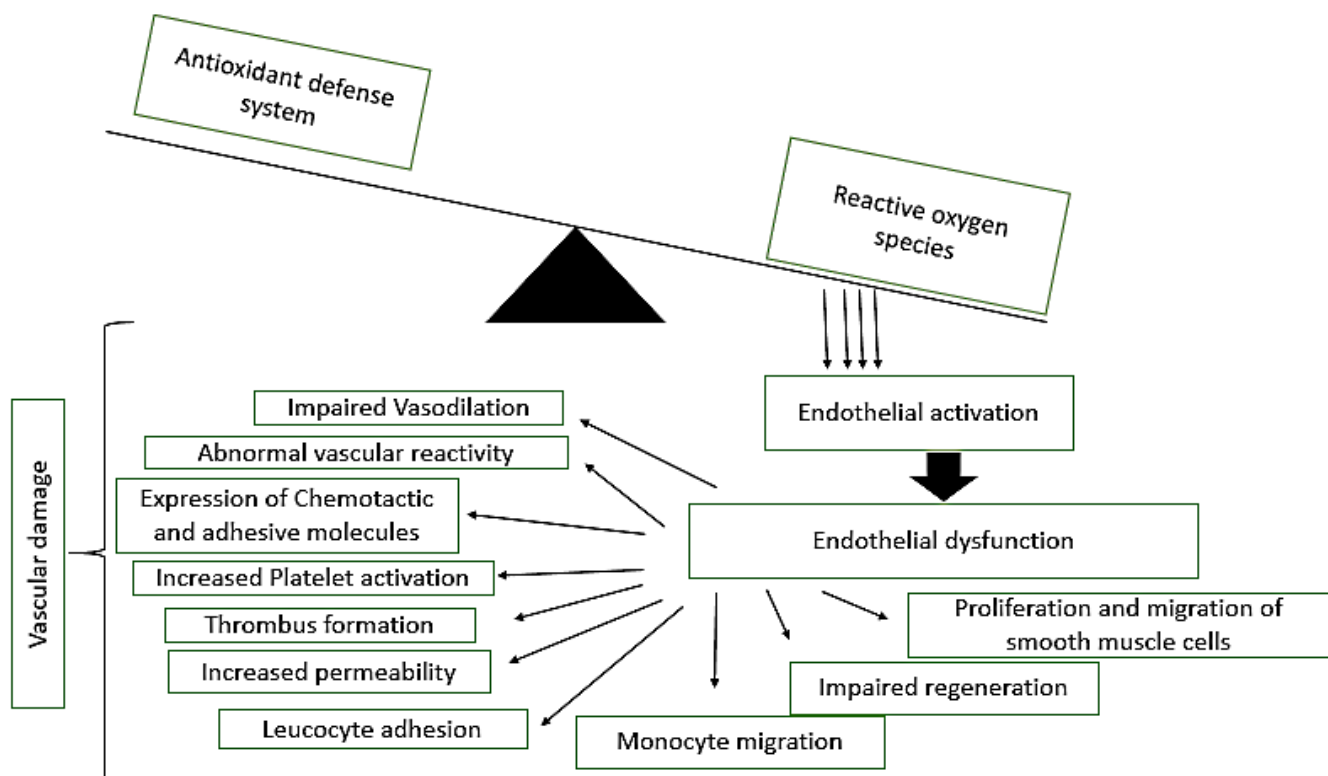 Antioxidant defense
system
Reactive oxygen
species
Endothelial activation
Endothelial dysfunction
Vascular damage
Impaired Vasodilation
Abnormal vascular reactivity
Expression of Chemotactic
and adhesive molecules
Increased Platelet activation
Thrombus formation
Increased permeability
Leucocyte adhesion
Monocyte migration
Impaired regeneration
Proliferation and migration of
smooth muscle cells